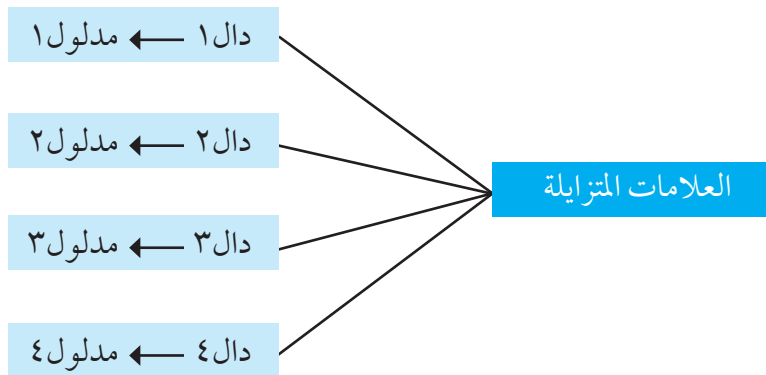 العلامات المتزايلة
دال١ ← مدلول١
دال٢ ← مدلول٢
دال٣ ← مدلول٣
دال٤ ← مدلول٤